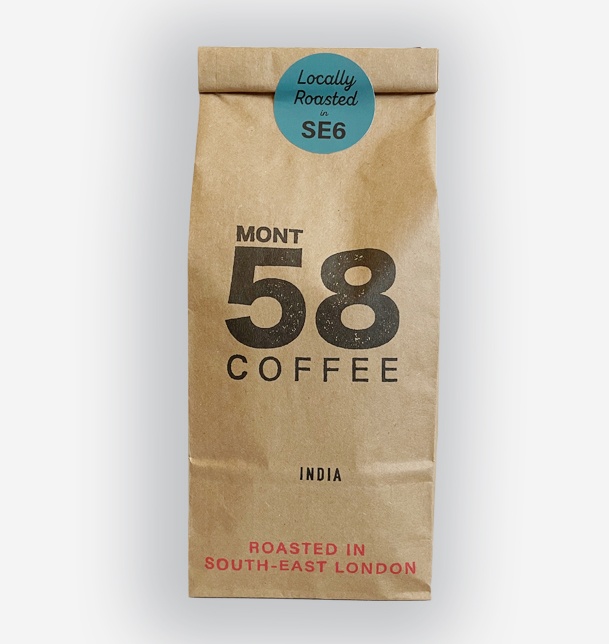 Locally
Roasted
in
SE6
MONT
58
COFFEE
INDIA
ROASTED IN
SOUTH-EAST LONDON